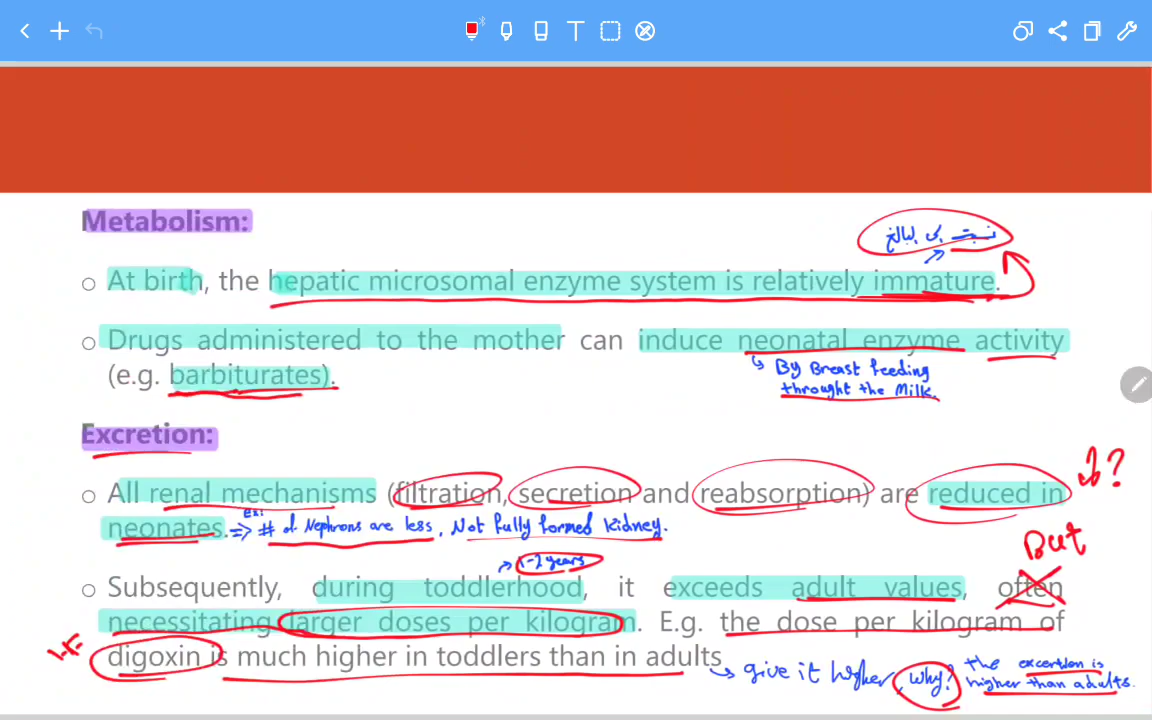 Metabolism:
نسبة ل البالغ
At birth, the hepatic microsomal enzyme system is relatively immature.
Drugs administered to the mother can induce neonatal enzyme activity
(e.g. barbiturates).
By Breast feeding
throught the Milk.
Excretion:
All renal mechanisms (filtration, secretion and reabsorption) are reduced in
↓?
neonates. ⇒ # of Nephrons are less, Not fully formed kidney.
ex:
1-2 years
But
Subsequently, during toddlerhood, it exceeds adult values, often
necessitating larger doses per kilogram. E.g. the dose per kilogram of
digoxin is much higher in toddlers than in adults
give it higher, why? the excertion is
higher than adults.